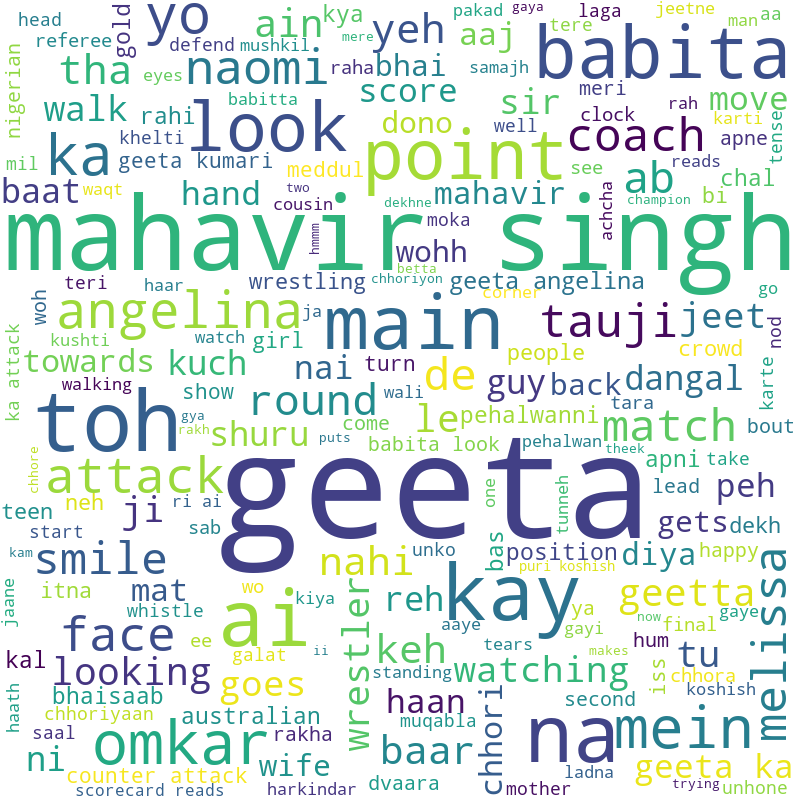 head
referee
gold
yo
ain
kya
pakad
gaya
laga
jeetne
man
aa
mere
defend
mushkil
yeh
aaj
tere
babita
nigerian
tha
eyes
naomi
raha
bhai
samajh
meri
babitta
score
sir
rah
move
karti
tense
walk
rahi
look
dono
well
clock
coach
apne
ka
khelti
geeta kumari
point
see
reads
mil
meddul
ab
chal
baat
waqt
hand
two
cousin
dekhne
mahavir
bi
achcha
champion
mahavir singh
hmmm
moka
wohh
betta
chhoriyon
teri
haar
wrestling
geeta angelina
go
woh
angelina
ja
main
corner
tauji
jeet
nod
kushti
watch
girl
people
crowd
ka attack
towards
kuch
nai
turn
de
guy
back
dangal
karte
walking
show
wali
tara
toh
gya
round
come
le
pehalwanni
match
bout
rakh
shuru
puts
babita look
pehalwan
theek
chhore
attack
geeta
apni
take
neh
ri ai
one
tunneh
lead
peh
teen
ji
sab
gets
dekh
start
nahi
unko
bas
position
diya
happy
kam
smile
puri koshish
itna
mat
wo
ai
kiya
wrestler
reh
kay
ya
geetta
melissa
jaane
whistle
aaye
gayi
final
now
gaye
face
ee
ii
keh
tears
hum
makes
kal
looking
galat
standing
watching
iss
tu
chhora
goes
haan
second
koshish
haath
bhaisaab
chhoriyaan
saal
australian
muqabla
chhori
na
mein
omkar
rakha
baar
ni
wife
ladna
geeta ka
counter attack
dvaara
mother
trying
unhone
scorecard reads
harkindar